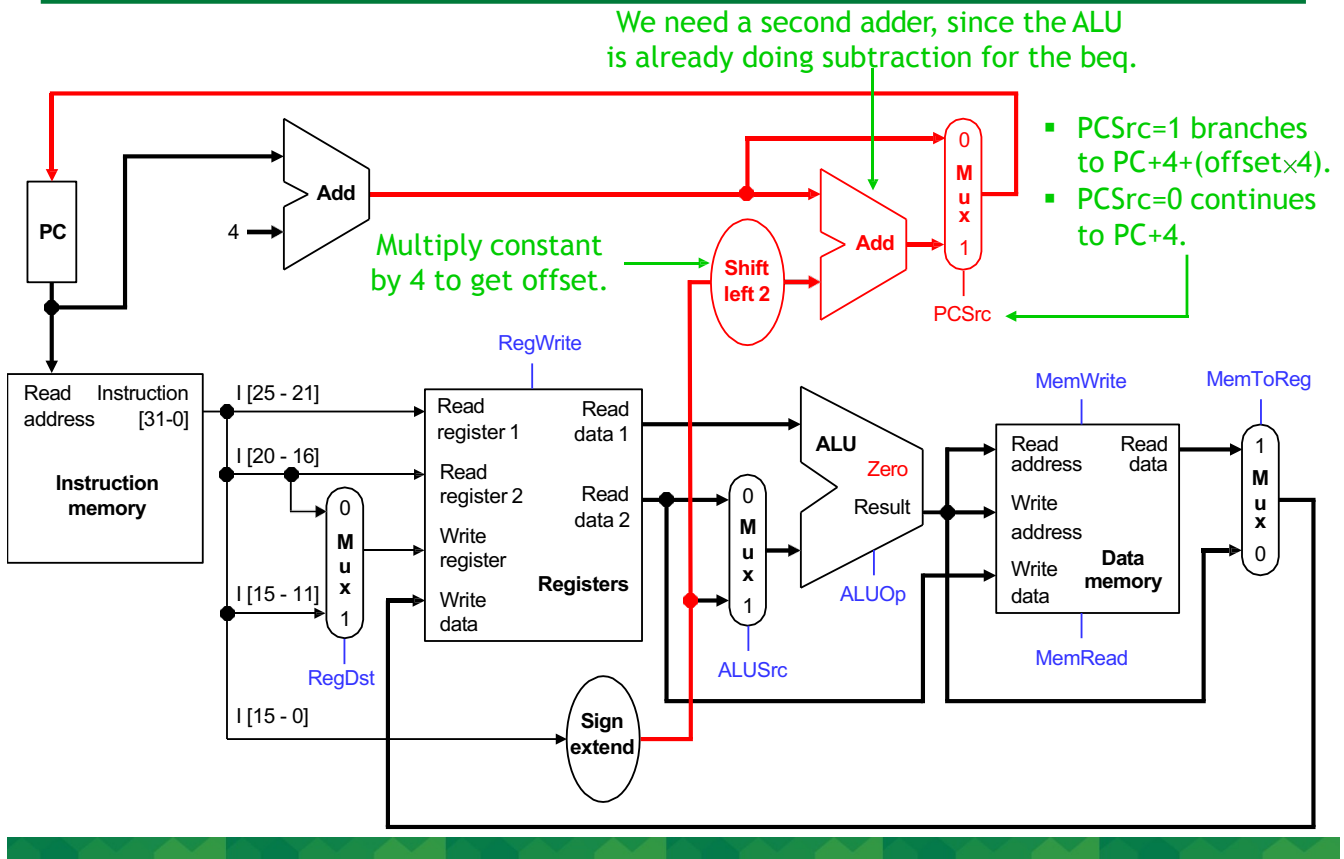 We need a second adder, since the ALU
is already doing subtraction for the beq.
▪ PCSrc=1 branches
to PC+4+(offset×4).
▪ PCSrc=0 continues
to PC+4.
PC
4
Add
Multiply constant
by 4 to get offset.
Shift
left 2
Add
0
M
u
x
1
PCSrc
Read
address
Instruction
[31-0]
Instruction
memory
I [25 - 21]
I [20 - 16]
I [15 - 11]
I [15 - 0]
0
M
u
x
1
RegDst
RegWrite
Read
register 1
Read
register 2
Write
register
Write
data
Read
data 1
Read
data 2
Registers
Sign
extend
0
M
u
x
1
ALUSrc
ALU
Zero
Result
ALUOp
MemWrite
Read
address
Write
address
Write
data
Read
data
Data
memory
MemRead
MemToReg
1
M
u
x
0